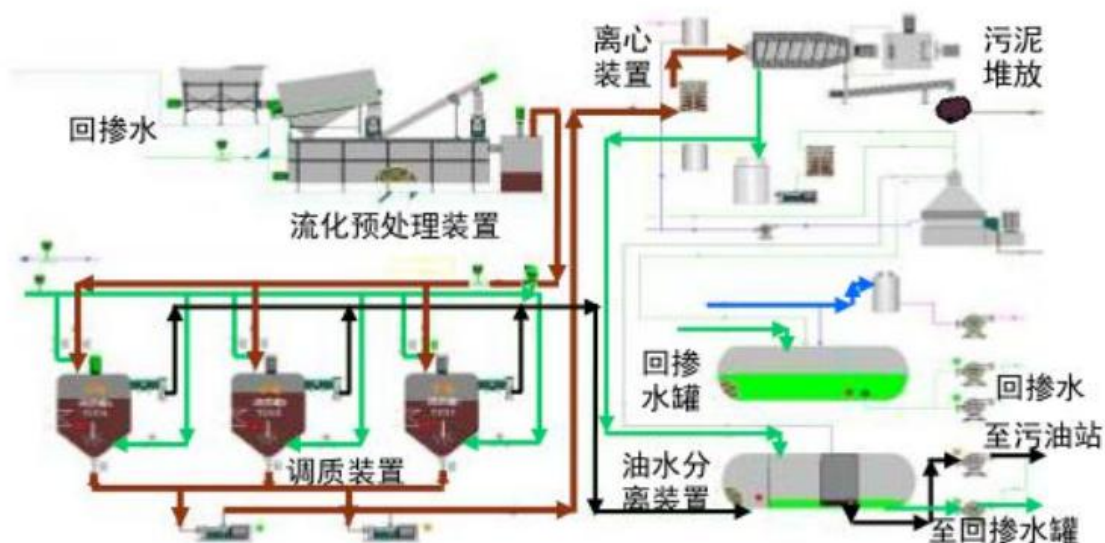 离心
装置
污泥
堆放
回掺水
流化预处理装置
回掺
水罐
回掺水
至污油站
调质装置
油水分
离装置
至回掺水罐